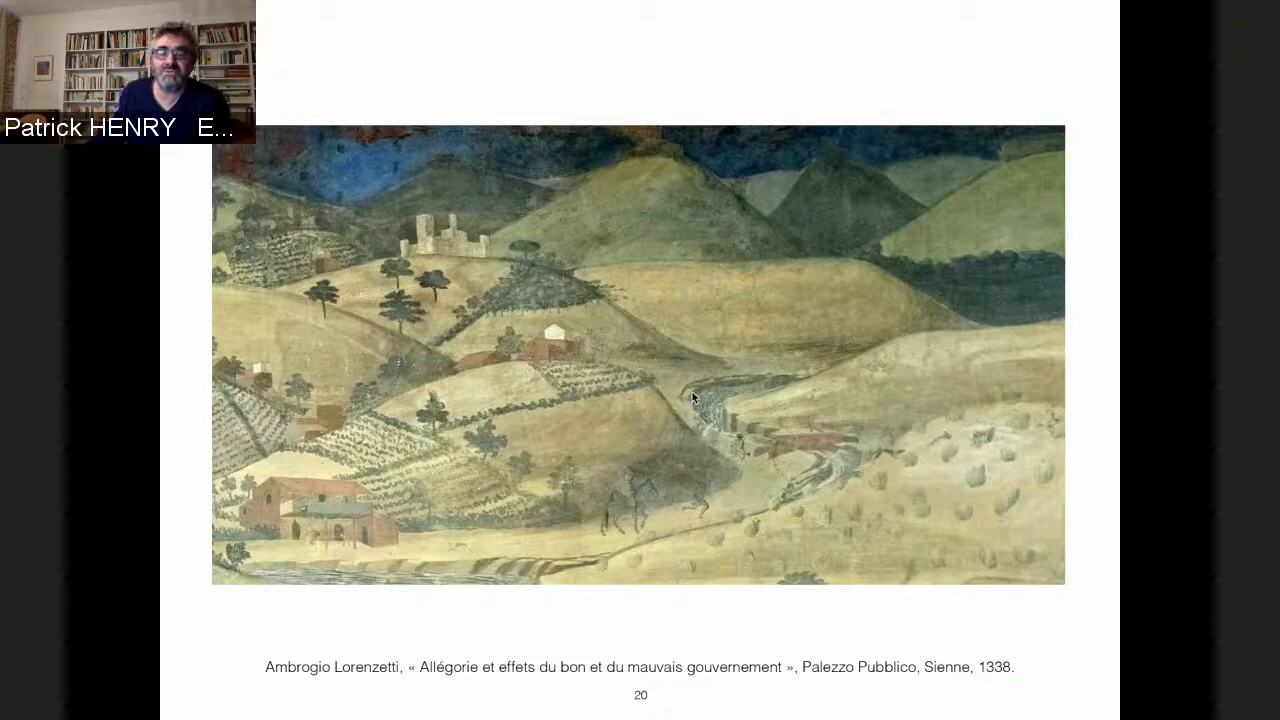 Patrick HENRY E...
Ambrogio Lorenzetti, « Allégorie et effets du bon et du mauvais gouvernement », Palezzo Pubblico, Sienne, 1338.
20